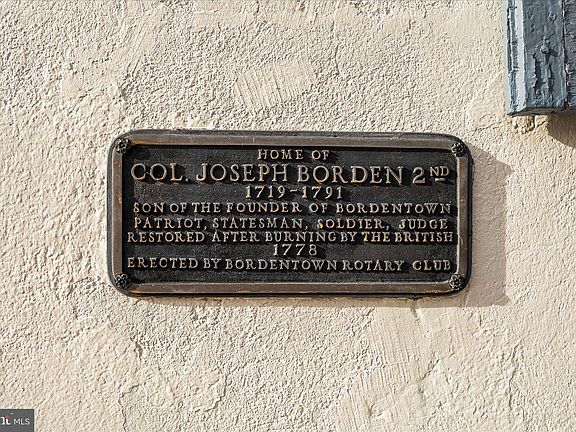 HOME OF
COL. JOSEPH BORDEN 2ND
1719-1791
SON OF THE FOUNDER OF BORDENTOWN
PATRIOT, STATESMAN, SOLDIER, JUDGE
RESTORED AFTER BURNING BY THE BRITISH
1778
ERECTED BY BORDENTOWN ROTARY CLUB
MLS